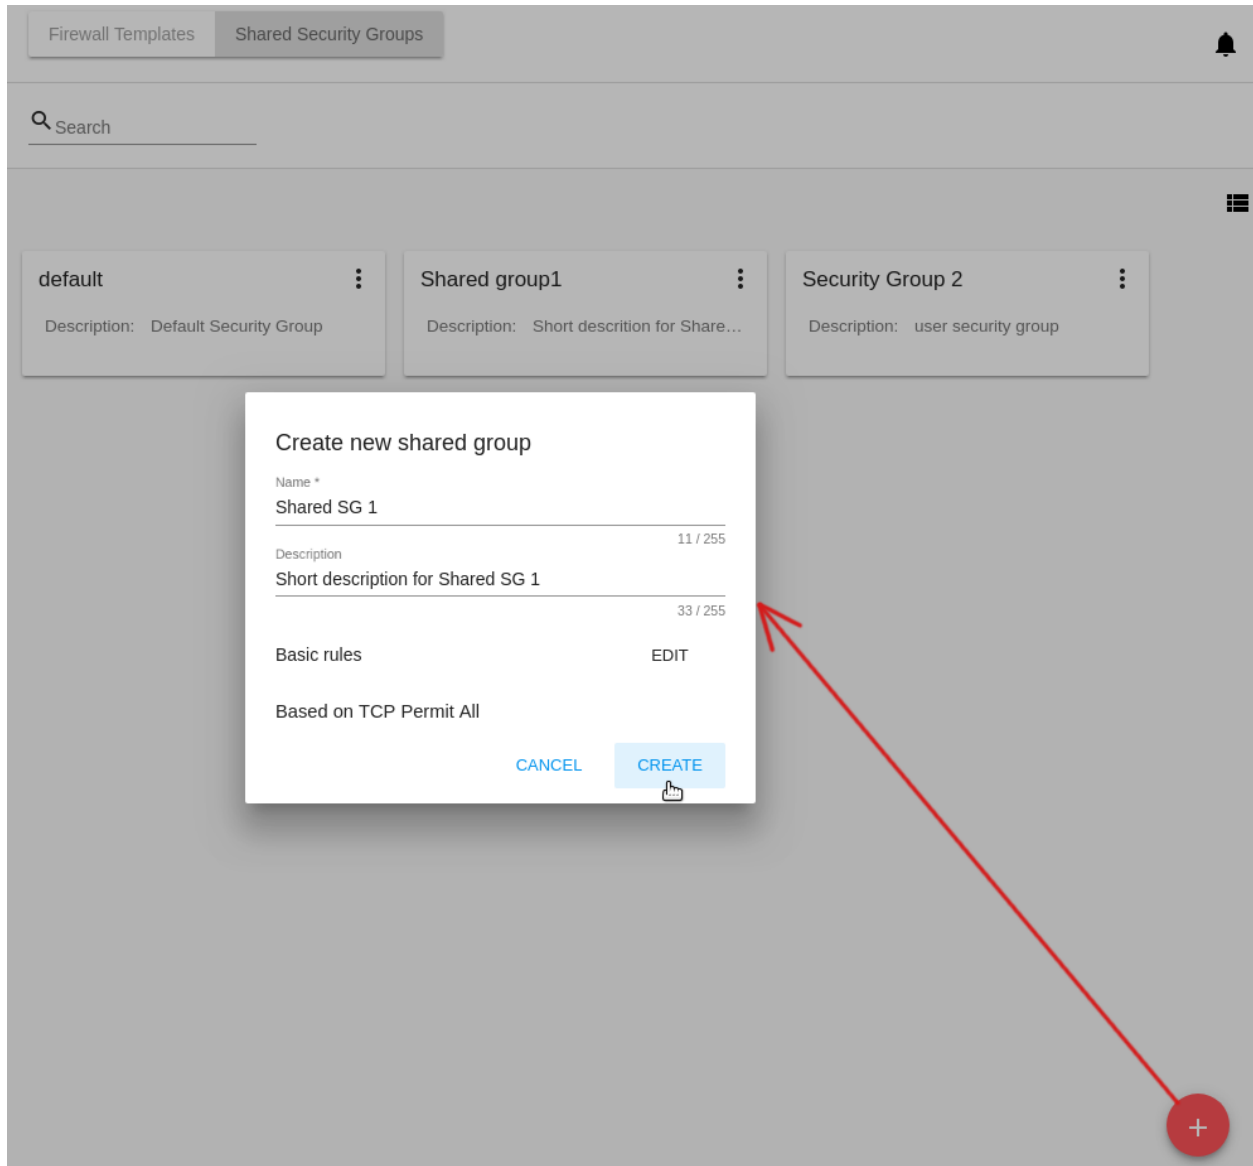 Firewall Templates Shared Security Groups
Search
default Shared group1 Security Group 2
Description: Default Security Group Description: Short descrition for Share... Description: user security group
Create new shared group
Name *
Shared SG 1
11 / 255
Description
Short description for Shared SG 1
33 / 255
Basic rules EDIT
Based on TCP Permit All
CANCEL CREATE